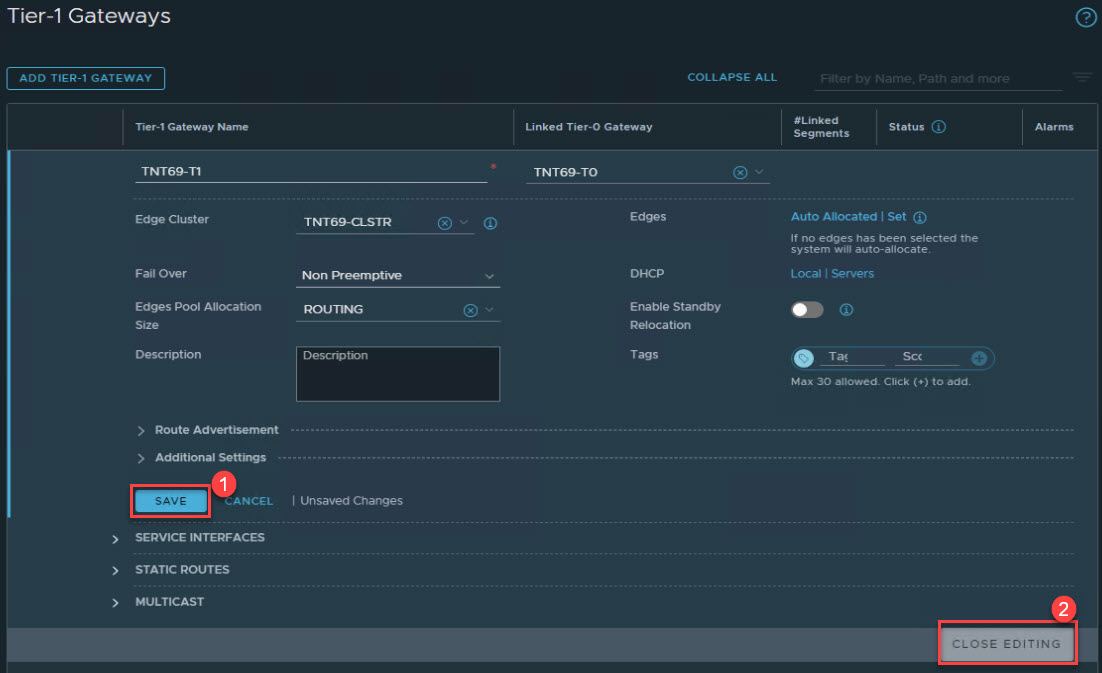 Tier-1 Gateways
?
ADD TIER-1 GATEWAY
COLLAPSE ALL
Filter by Name, Path and more
Tier-1 Gateway Name
Linked Tier-0 Gateway
#Linked
Segments
Status
Alarms
TNT69-T1 *
TNT69-T0
Edge Cluster
TNT69-CLSTR
Edges
Auto Allocated | Set
If no edges has been selected the
system will auto-allocate.
Fail Over
Non Preemptive
DHCP
Local | Servers
Edges Pool Allocation
Size
ROUTING
Enable Standby
Relocation
Description
Description
Tags
Tag
Sco
Max 30 allowed. Click (+) to add.
Route Advertisement
Additional Settings
1
SAVE
CANCEL
| Unsaved Changes
SERVICE INTERFACES
STATIC ROUTES
MULTICAST
2
CLOSE EDITING